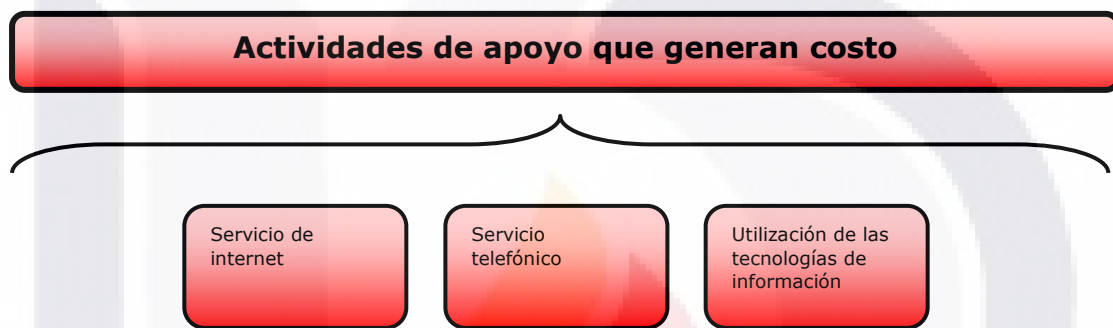 Actividades de apoyo que generan costo
Servicio de
internet
Servicio
telefónico
Utilización de las
tecnologías de
información